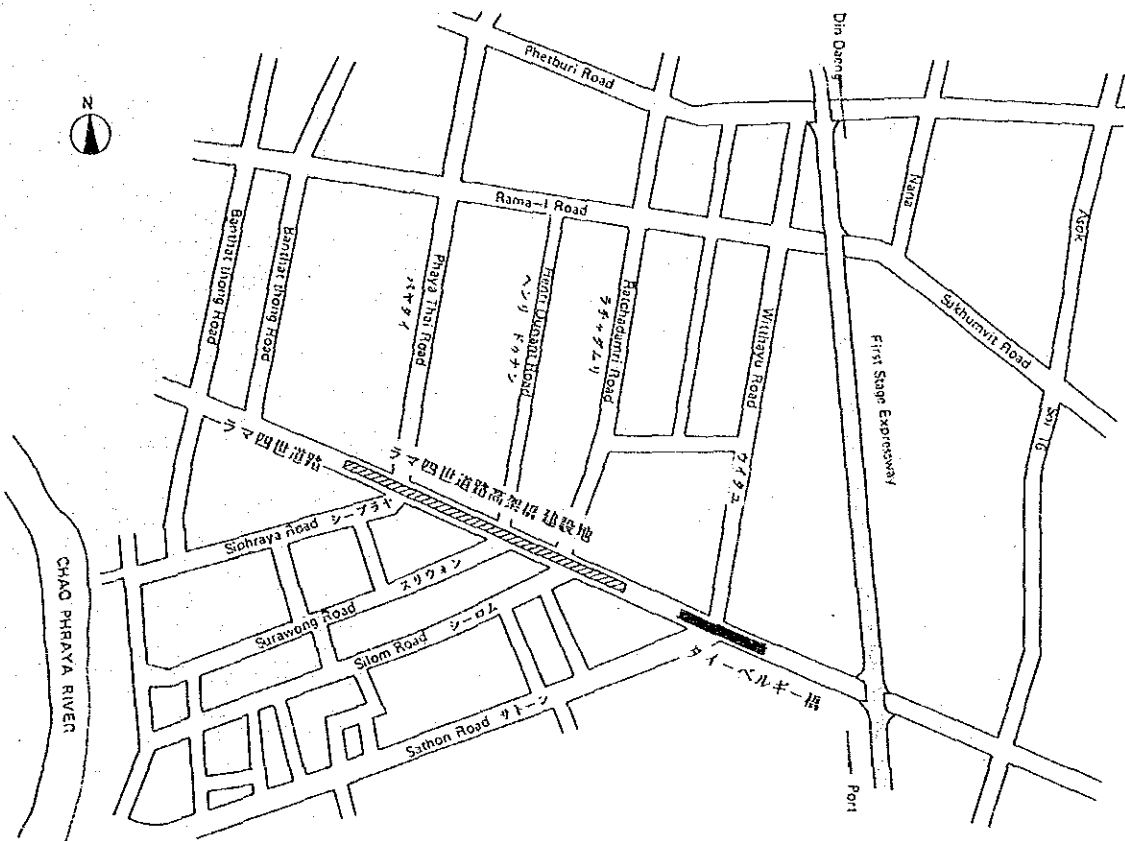 N
Phetburi Road
Din Daeng
Rama-I Road
Nana
Asok
Banthat thong Road
Banthat thong Road
Phaya Thai Road
パヤタイ
Henri Dunant Road
ヘンリ ドゥナン
Ratchadamri Road
ラチャダムリ
Witthayu Road
ウイタユ
First Stage Expressway
Sukhumvit Road
Soi 16
ラマ四世道路
ラマ四世道路高架橋 建設地
Siphraya Road シープラヤ
Surawong Road スリウォン
Silom Road シーロム
Sathon Road サトーン
タイーベルギー橋
CHAO PHRAYA RIVER
Port